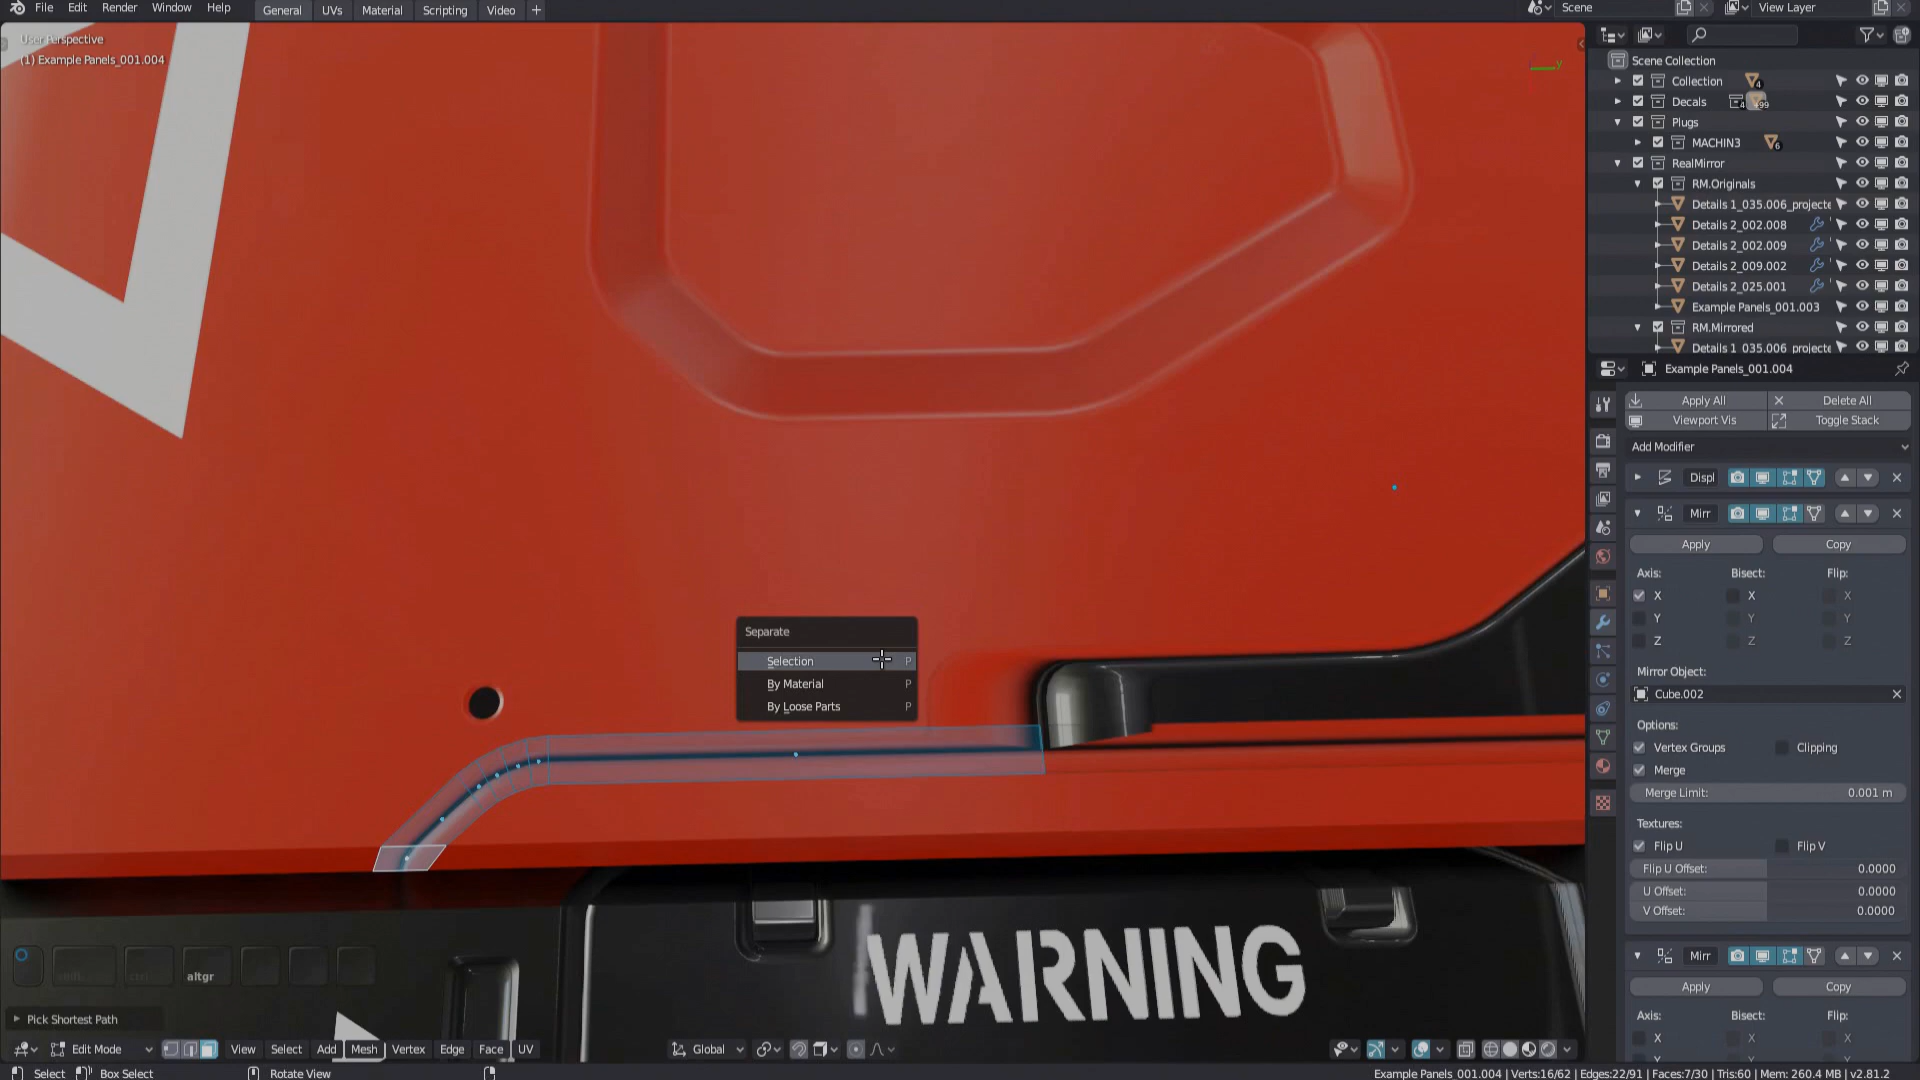 File Edit Render Window Help
General UVs Material Scripting Video +
Scene
View Layer
User Perspective
(1) Example Panels_001.004
Y
Scene Collection
Collection 4
Decals 4 499
Plugs
MACHIN3 6
RealMirror
RM.Originals
Details 1_035.006_projecte
Details 2_002.008
Details 2_002.009
Details 2_009.002
Details 2_025.001
Example Panels_001.003
RM.Mirrored
Details 1_035.006_projecte
Example Panels_001.004
Apply All Delete All
Viewport Vis Toggle Stack
Add Modifier
Displ
Mirr
Apply Copy
Axis: Bisect: Flip:
X X X
Y Y Y
Z Z Z
Mirror Object:
Cube.002
Options:
Vertex Groups Clipping
Merge
Merge Limit: 0.001 m
Textures:
Flip U Flip V
Flip U Offset: 0.0000
U Offset: 0.0000
V Offset: 0.0000
Mirr
Apply Copy
Axis: Bisect: Flip:
X X X
Y Y Y
Separate
Selection P
By Material P
By Loose Parts P
WARNING
shift ctrl altgr
Pick Shortest Path
Edit Mode View Select Add Mesh Vertex Edge Face UV
Global
Select Box Select Rotate View
Example Panels_001.004 | Verts:16/62 | Edges:22/91 | Faces:7/30 | Tris:60 | Mem: 260.4 MB | v2.81.2